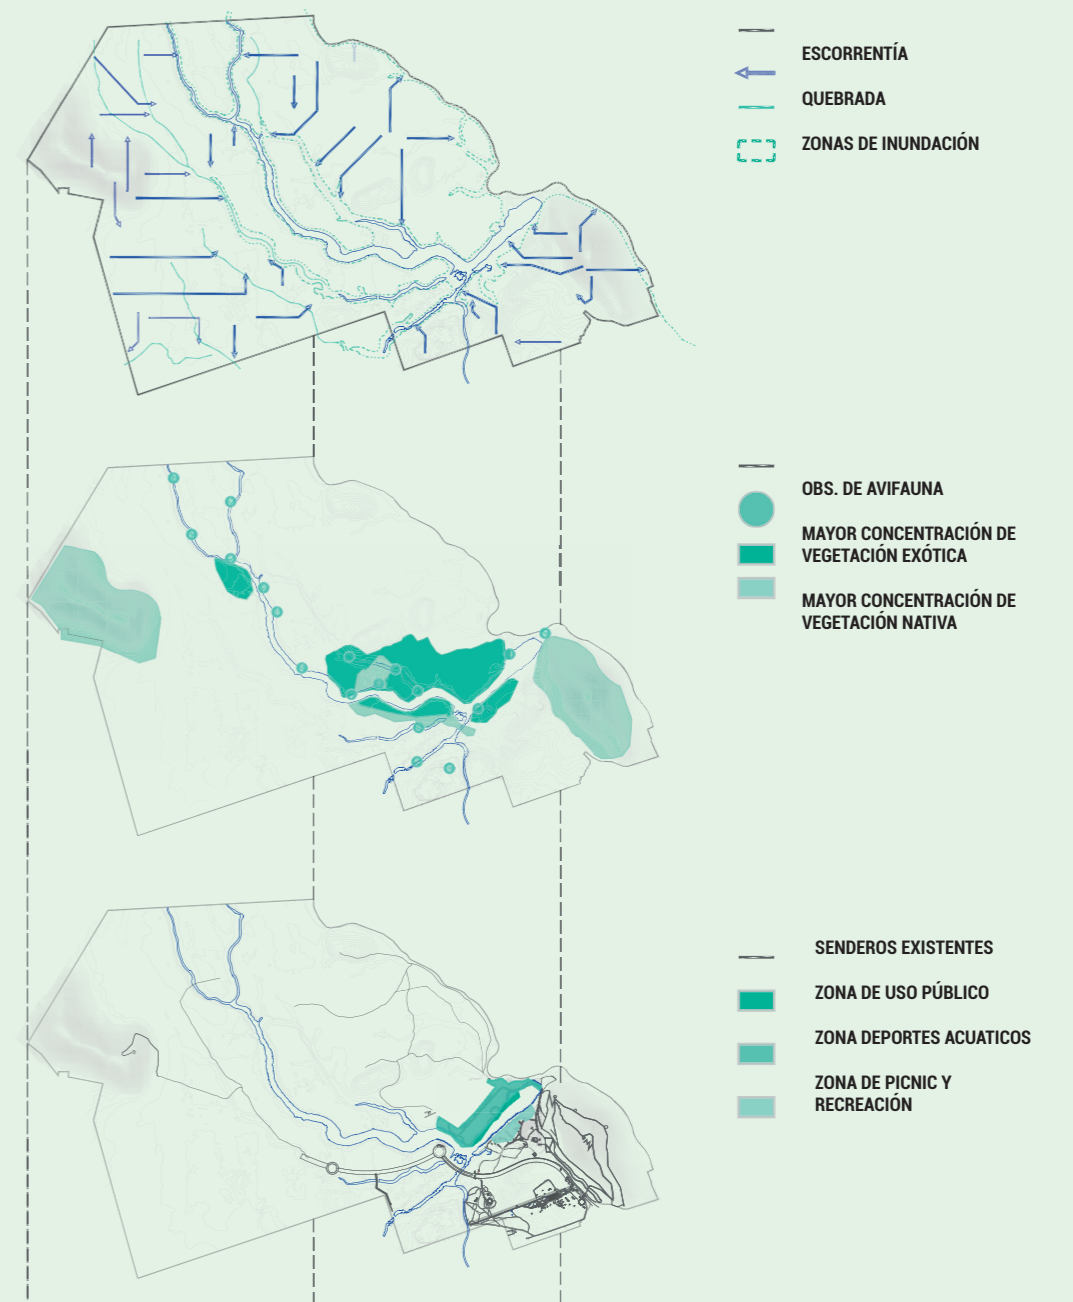 ESCORRENTÍA
QUEBRADA
ZONAS DE INUNDACIÓN
OBS. DE AVIFAUNA
MAYOR CONCENTRACIÓN DE
VEGETACIÓN EXÓTICA
MAYOR CONCENTRACIÓN DE
VEGETACIÓN NATIVA
SENDEROS EXISTENTES
ZONA DE USO PÚBLICO
ZONA DEPORTES ACUATICOS
ZONA DE PICNIC Y
RECREACIÓN